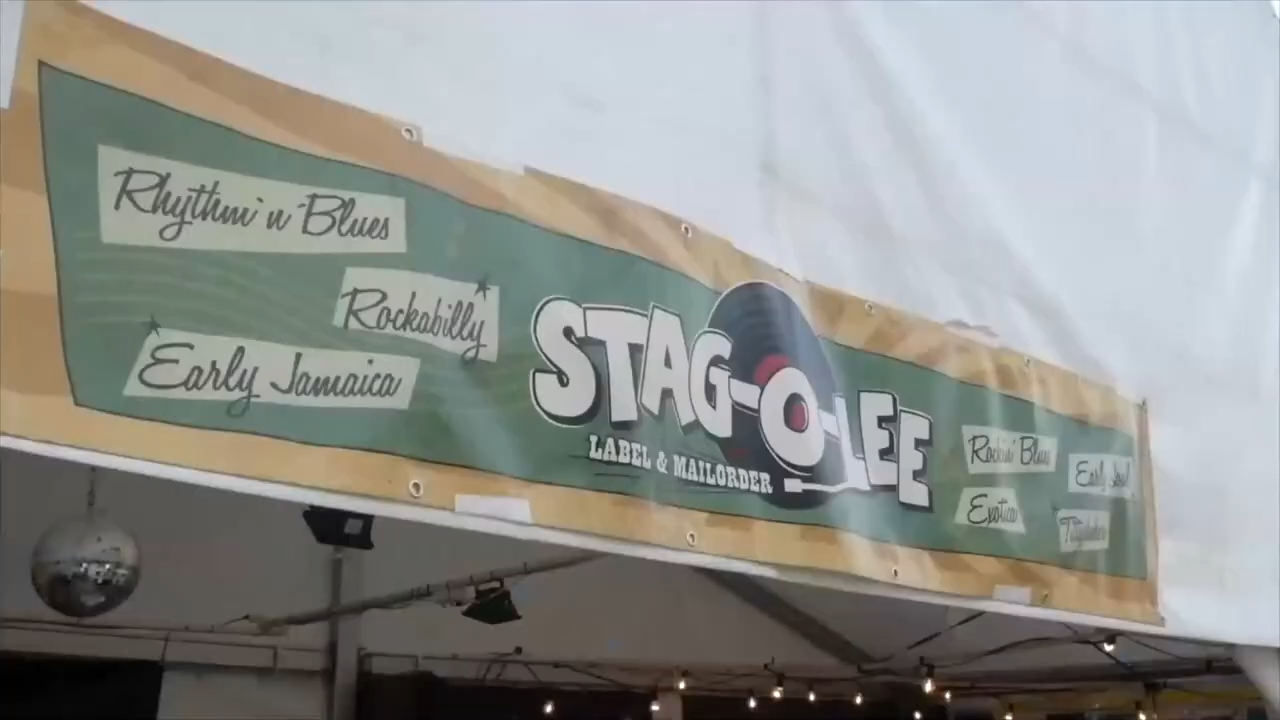 Rhythm 'n' Blues
Rockabilly
Early Jamaica
STAG-O-LEE
LABEL & MAILORDER
Rockin' Blues
Early Soul
Exotica